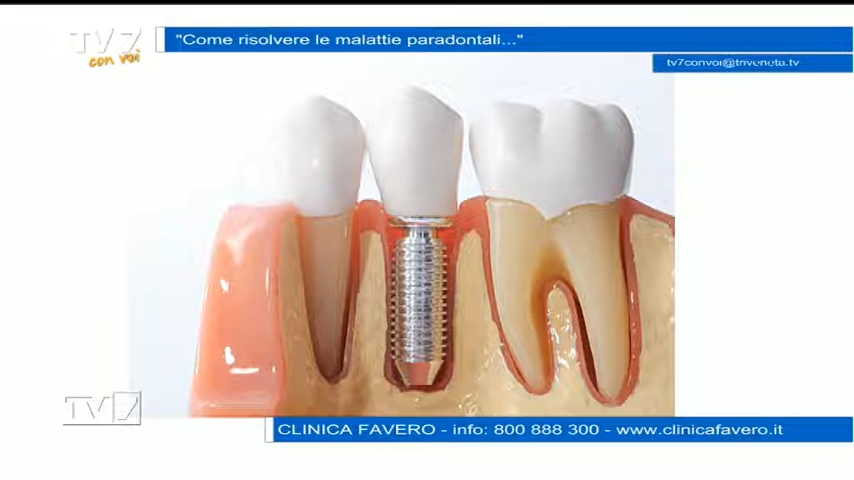 TV7
con voi
"Come risolvere le malattie paradontali..."
tv7convoi@triveneta.tv
TV7
CLINICA FAVERO - info: 800 888 300 - www.clinicafavero.it